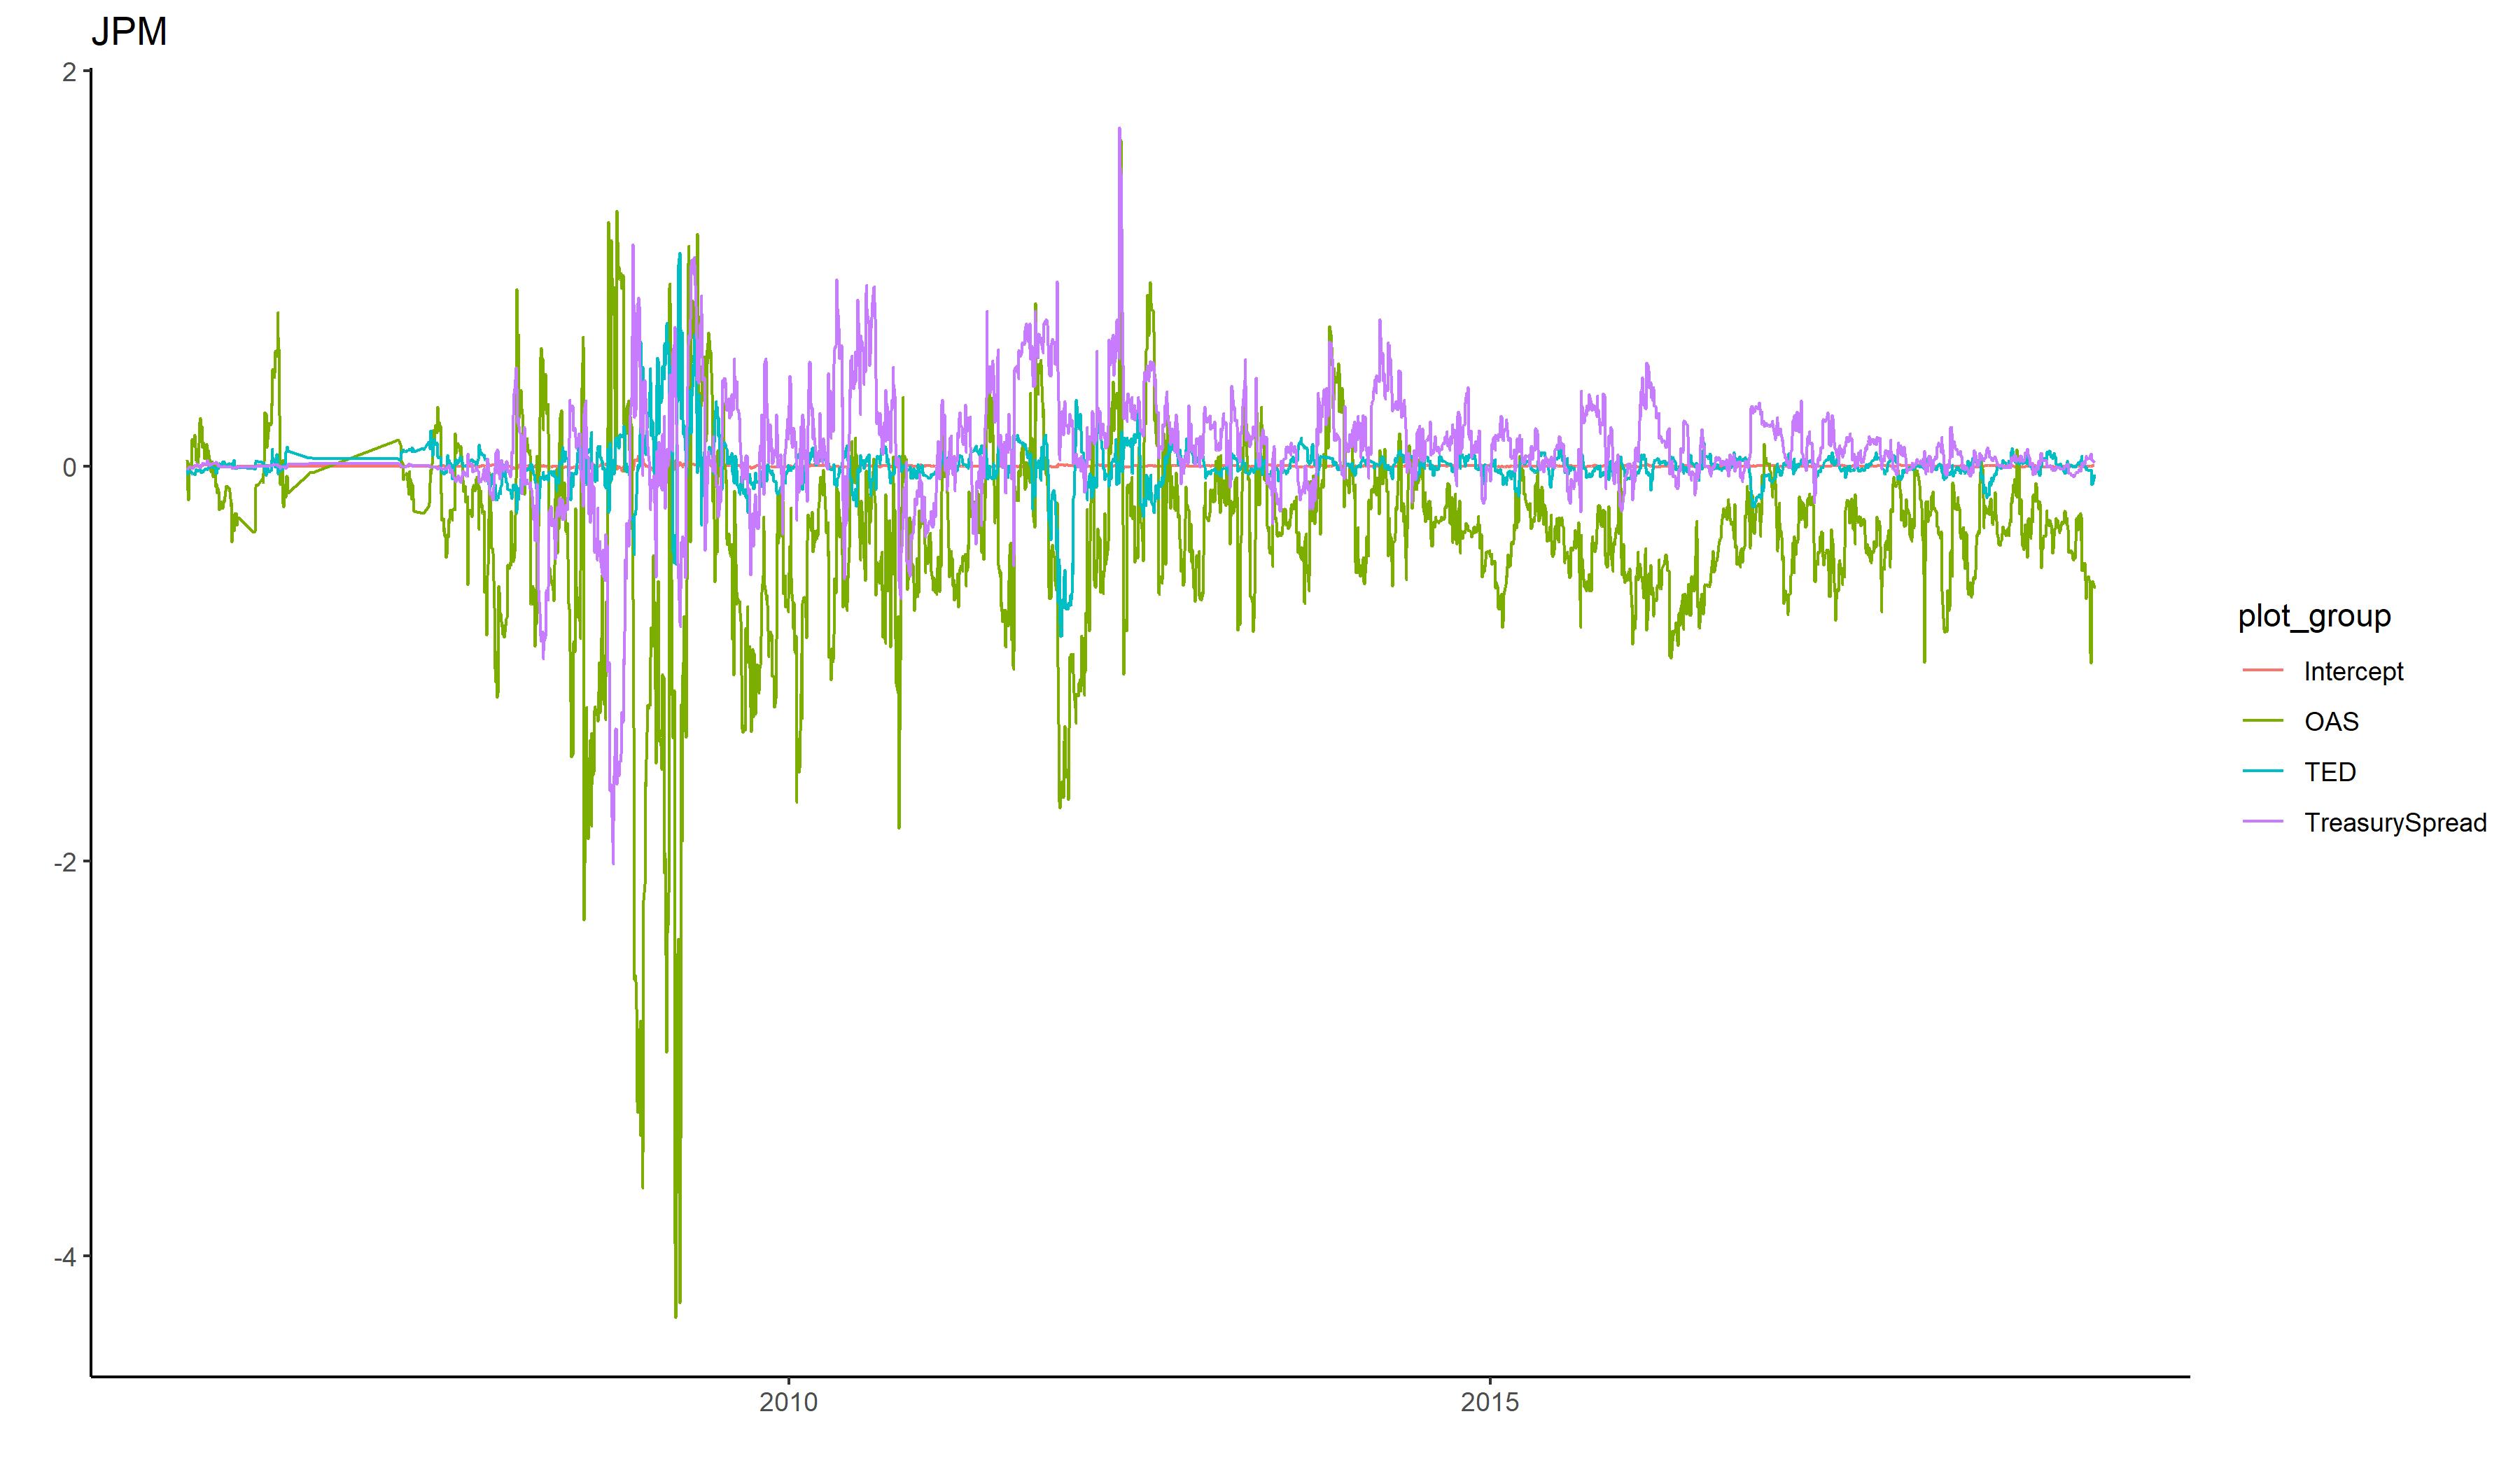 JPM
2
0
-2
-4
2010
2015
plot_group
Intercept
OAS
TED
TreasurySpread